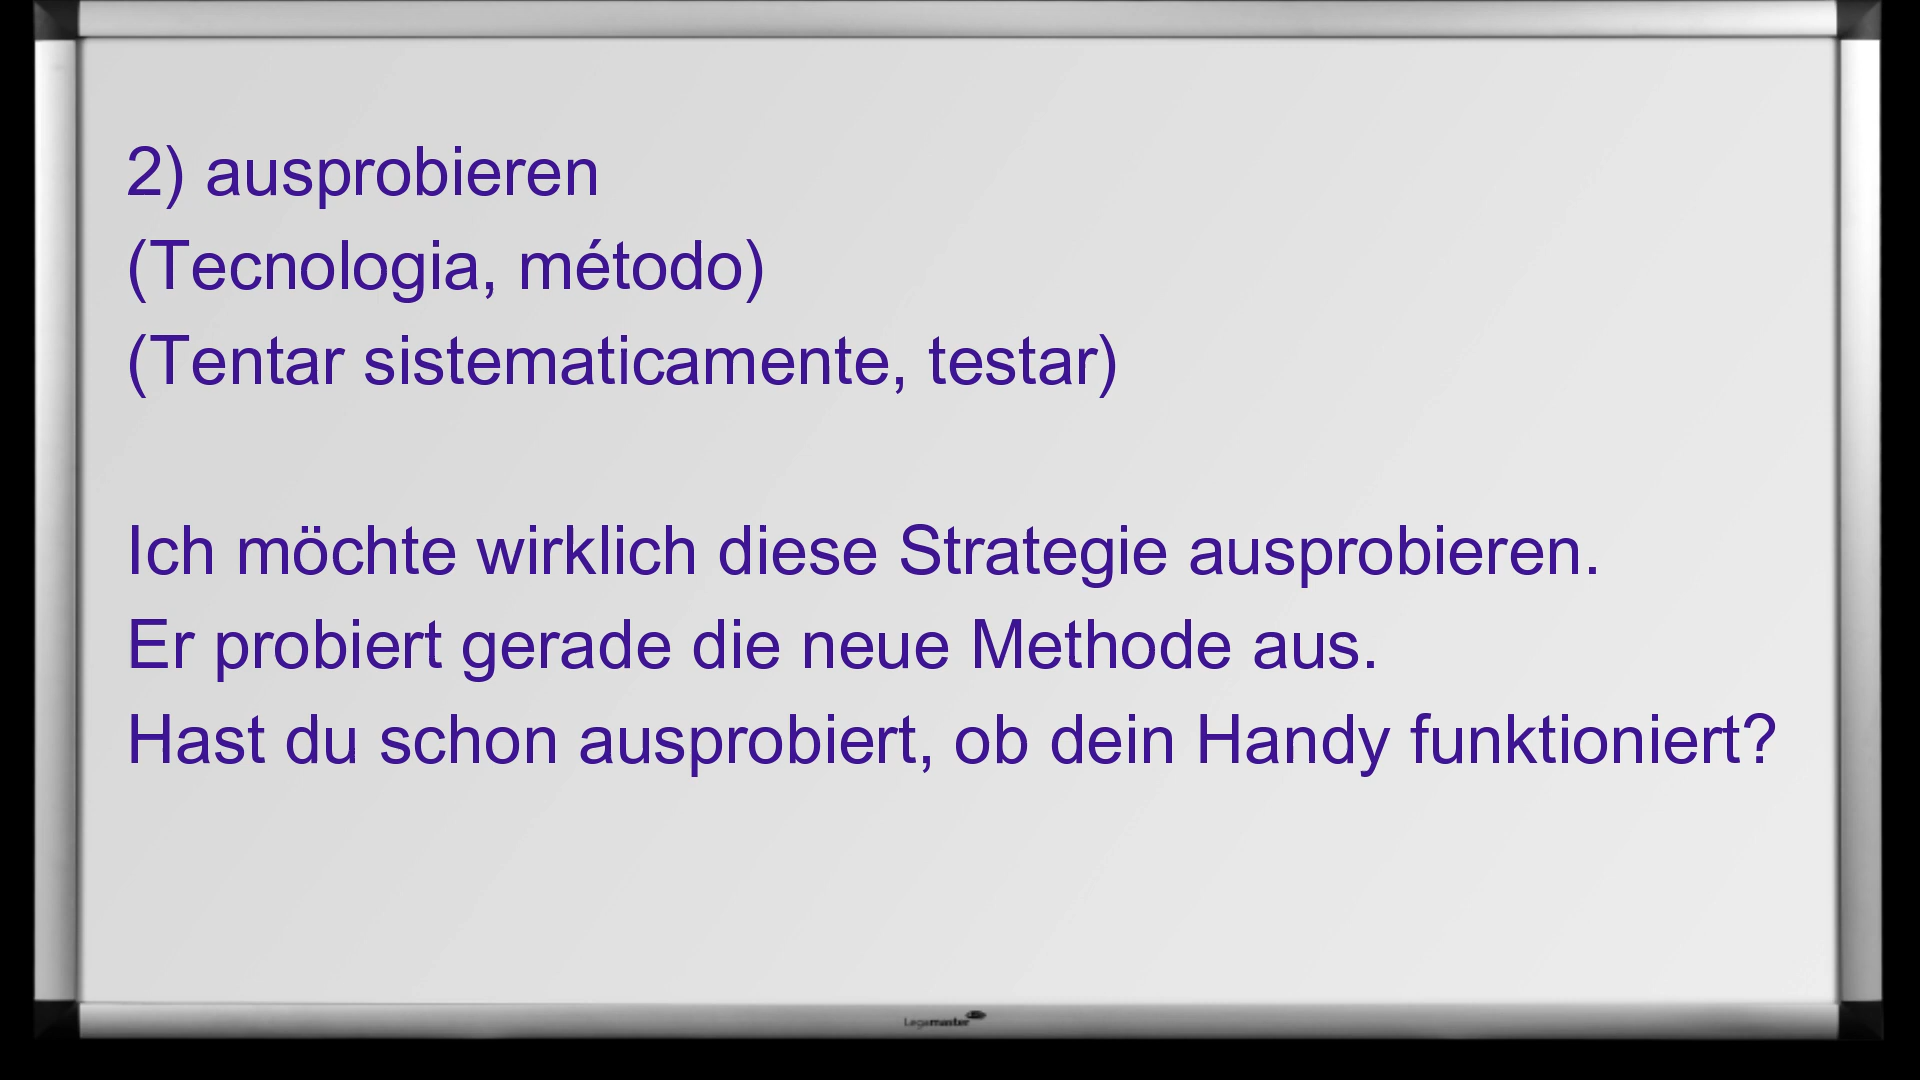 2) ausprobieren
(Tecnologia, método)
(Tentar sistematicamente, testar)
Ich möchte wirklich diese Strategie ausprobieren.
Er probiert gerade die neue Methode aus.
Hast du schon ausprobiert, ob dein Handy funktioniert?
Legamaster